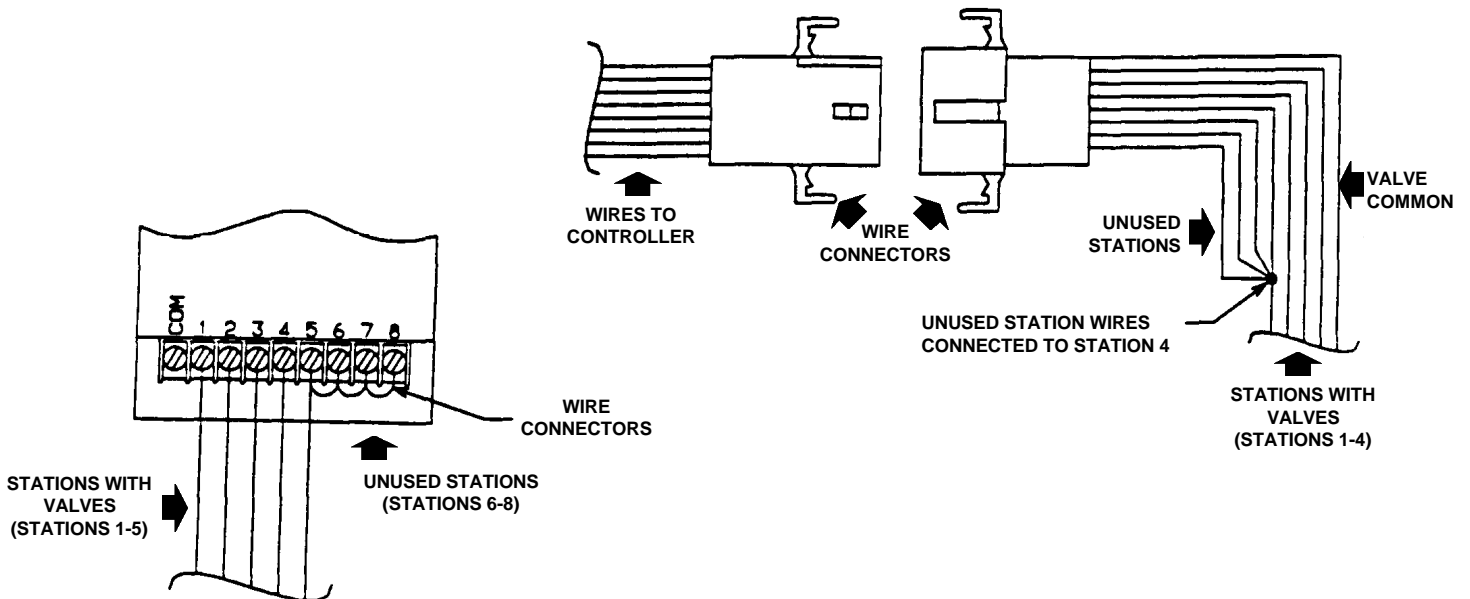 VALVE
COMMON
WIRES TO
CONTROLLER
WIRE
CONNECTORS
UNUSED
STATIONS
UNUSED STATION WIRES
CONNECTED TO STATION 4
STATIONS WITH
VALVES
(STATIONS 1-4)
COM 1 2 3 4 5 6 7 8
WIRE
CONNECTORS
STATIONS WITH
VALVES
(STATIONS 1-5)
UNUSED STATIONS
(STATIONS 6-8)